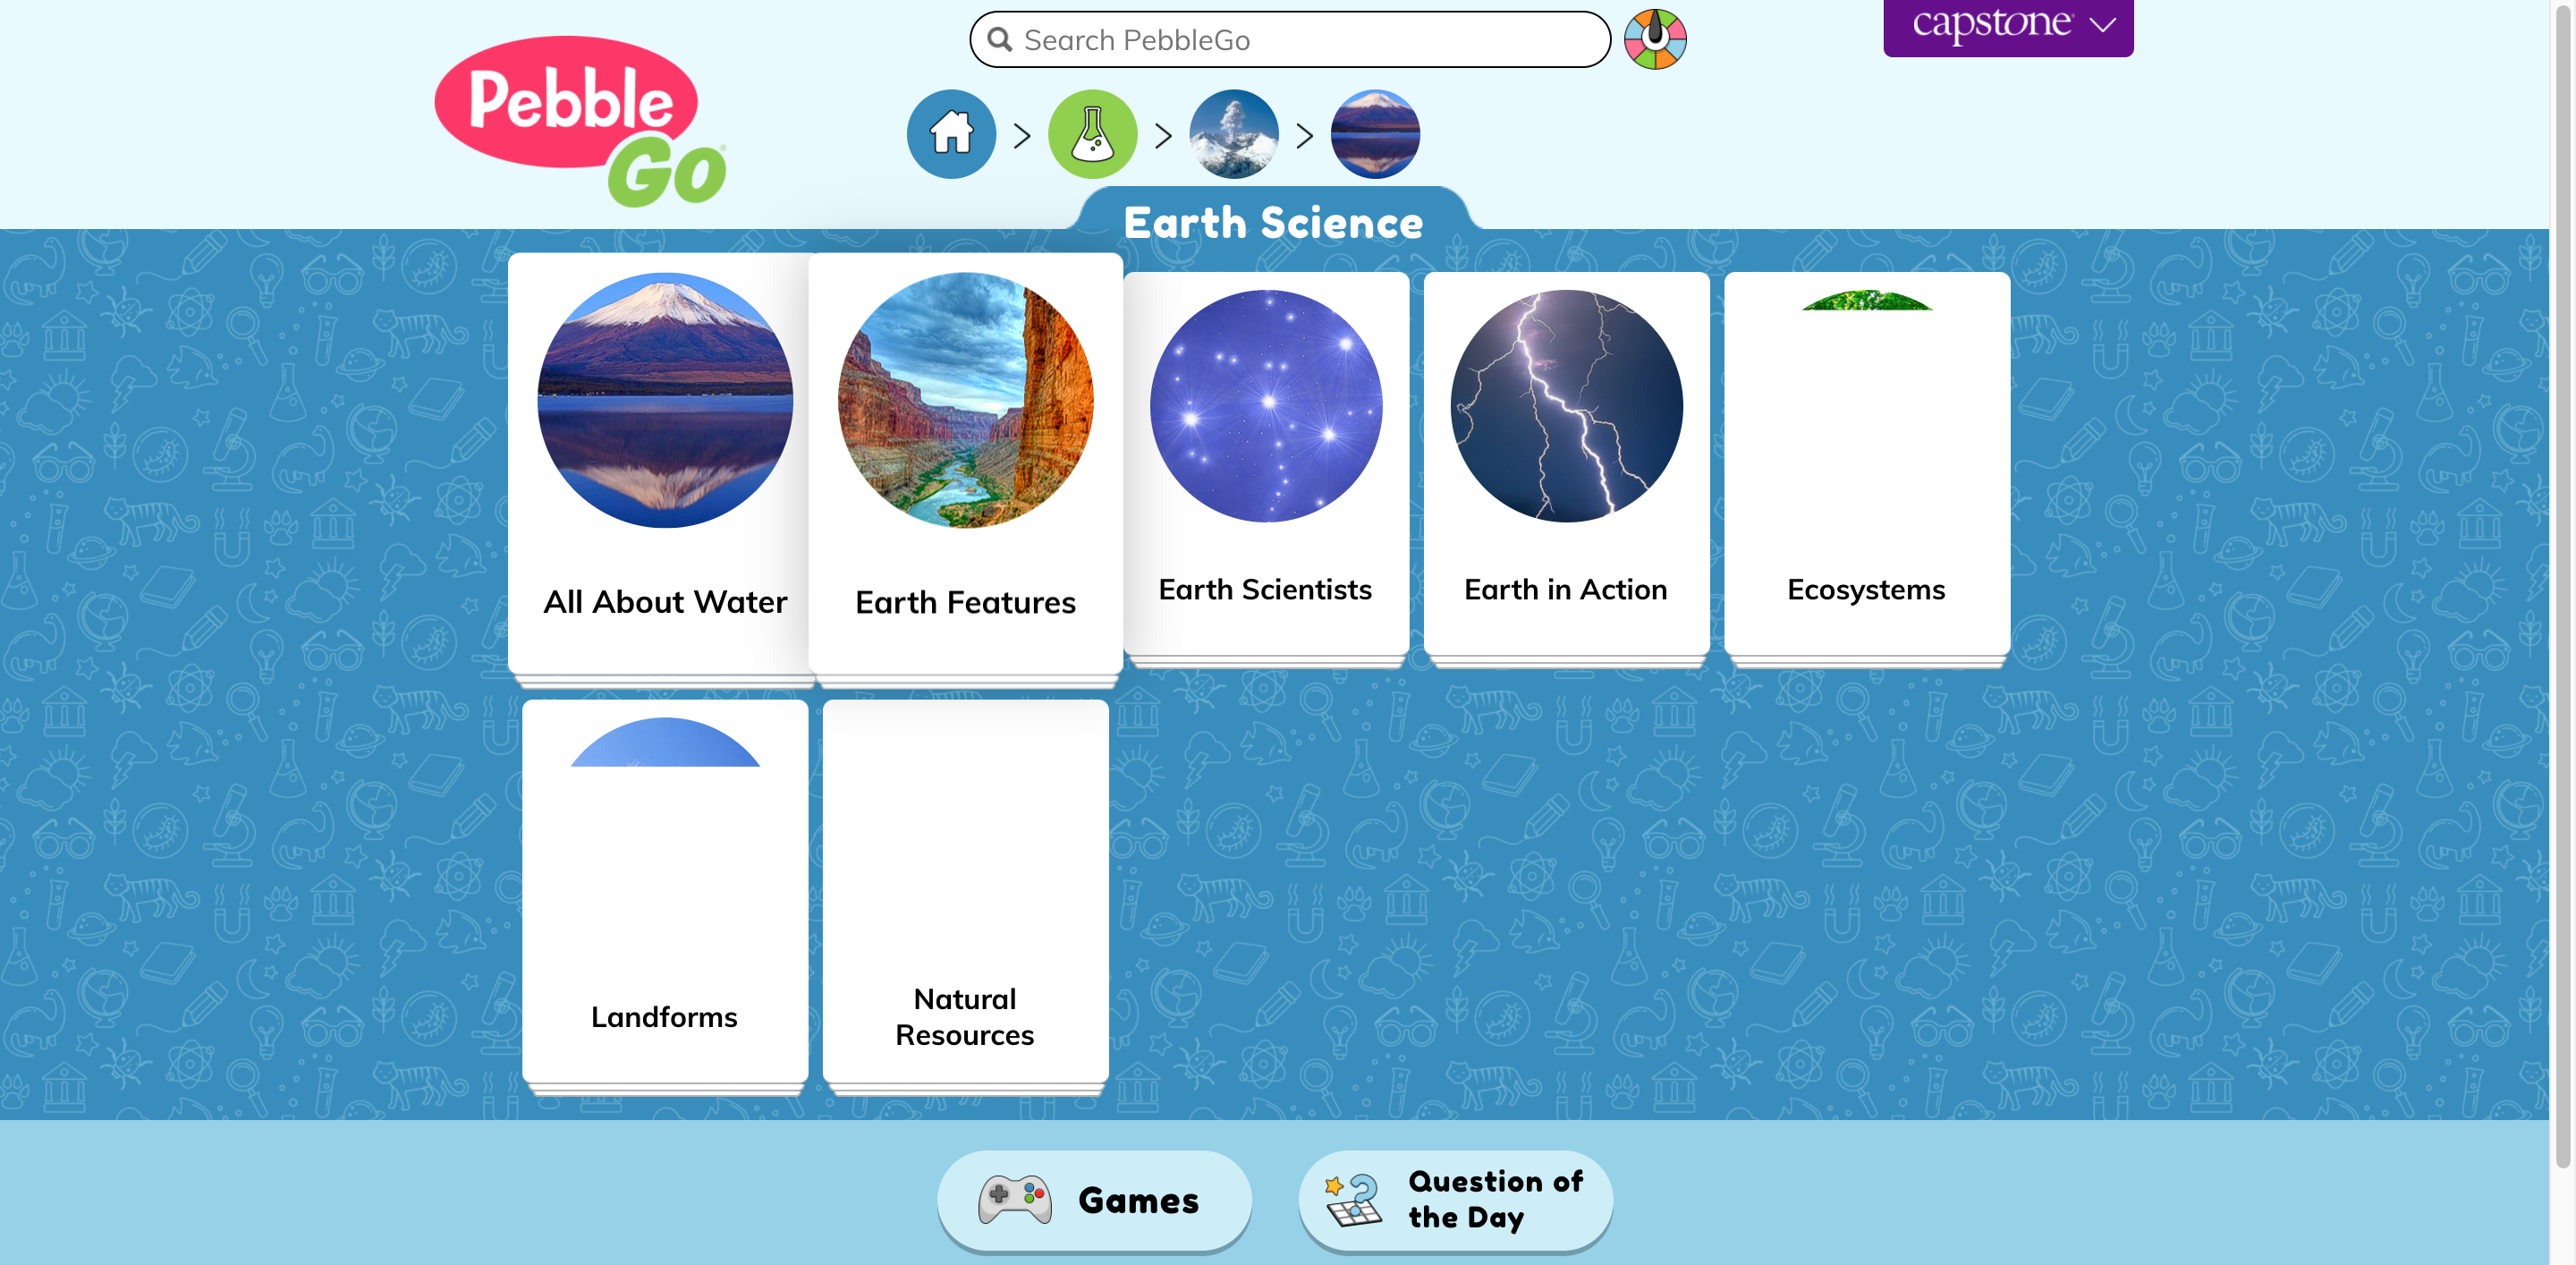 Pebble
Go
Search PebbleGo
capstone
Earth Science
All About Water
Earth Features
Earth Scientists
Earth in Action
Ecosystems
Landforms
Natural
Resources
Games
Question of
the Day